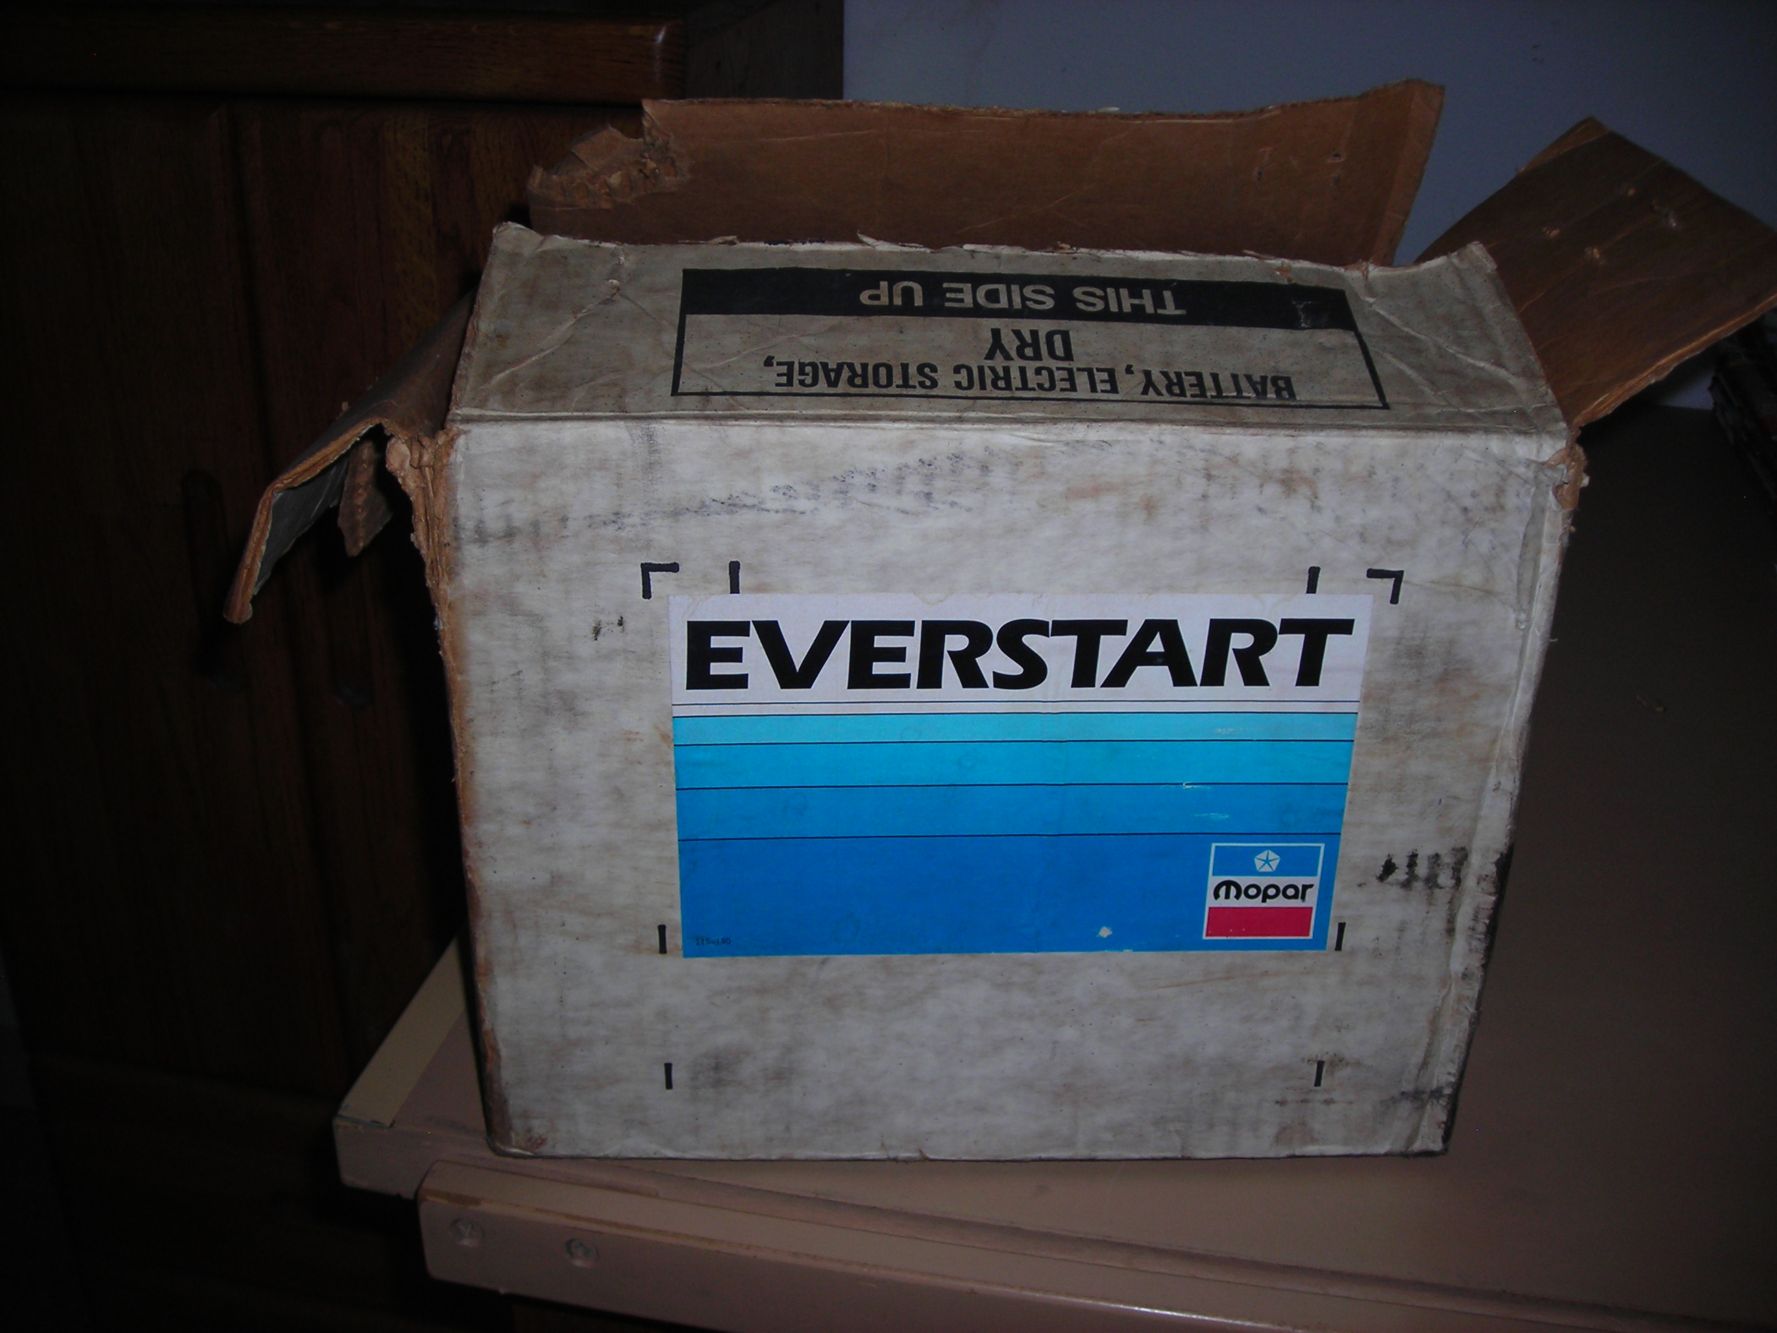 THIS SIDE UP
BATTERY, ELECTRIC STORAGE,
DRY
EVERSTART
Mopar